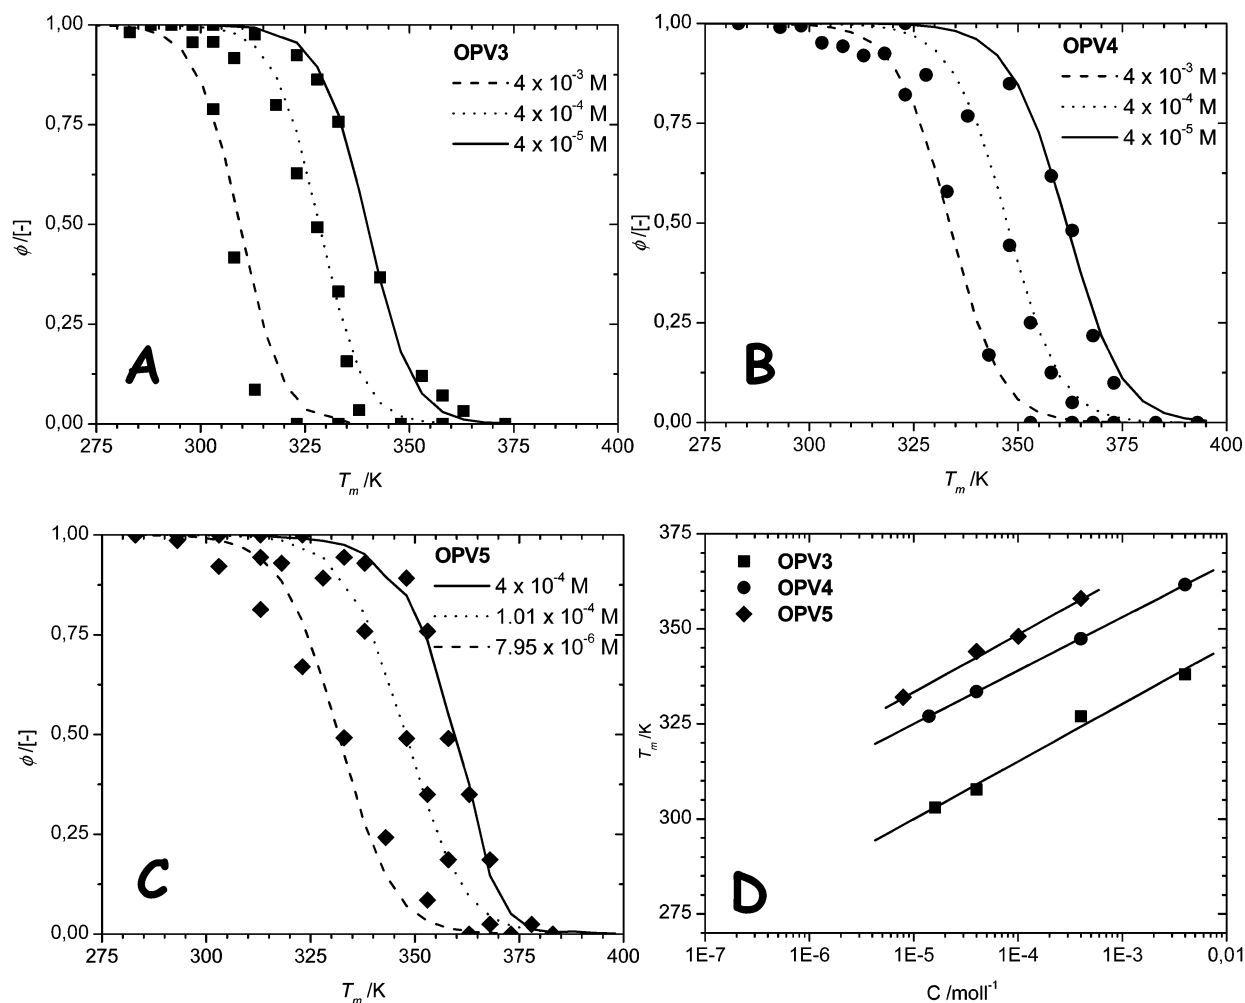 1,00
0,75
0,50
0,25
0,00
ϕ /[-]
OPV3
4 x 10⁻³ M
4 x 10⁻⁴ M
4 x 10⁻⁵ M
A
275 300 325 350 375 400
Tₘ /K
1,00
0,75
0,50
0,25
0,00
ϕ /[-]
OPV4
4 x 10⁻³ M
4 x 10⁻⁴ M
4 x 10⁻⁵ M
B
275 300 325 350 375 400
Tₘ /K
1,00
0,75
0,50
0,25
0,00
ϕ /[-]
OPV5
4 x 10⁻⁴ M
1.01 x 10⁻⁴ M
7.95 x 10⁻⁶ M
C
275 300 325 350 375 400
Tₘ /K
375
350
325
300
275
Tₘ /K
OPV3
OPV4
OPV5
D
1E-7 1E-6 1E-5 1E-4 1E-3 0,01
C /moll⁻¹